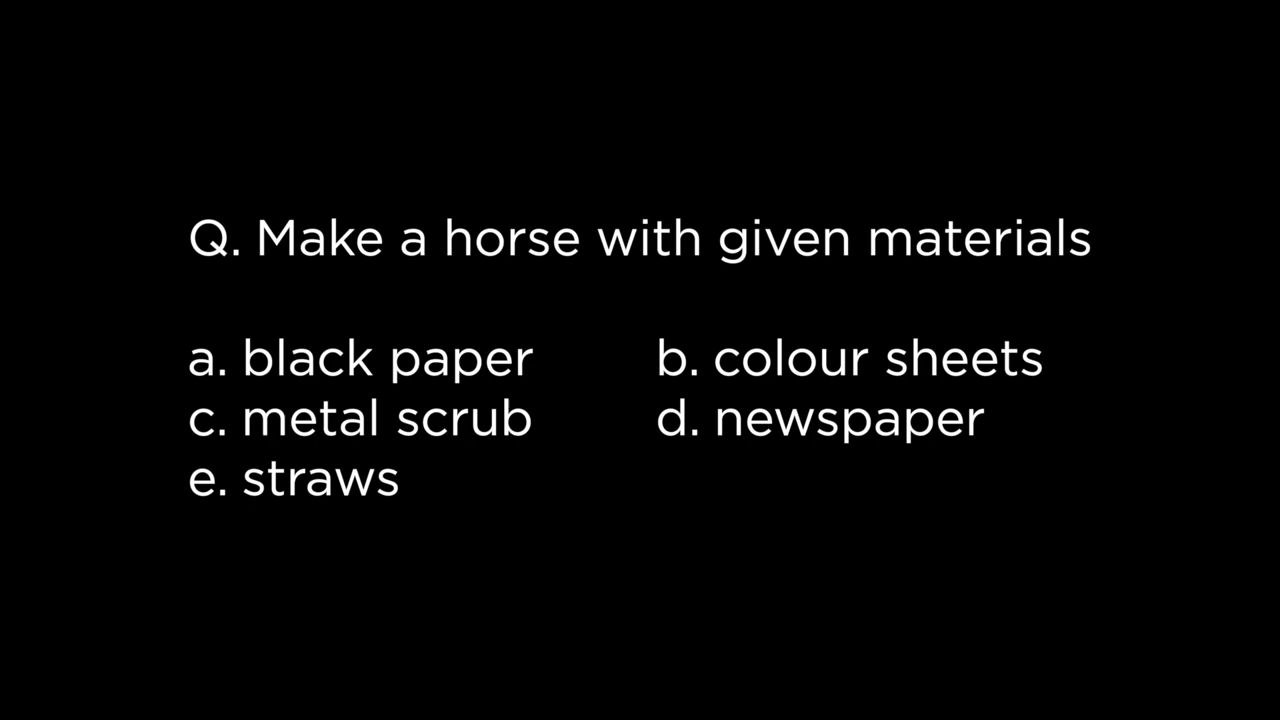 Q. Make a horse with given materials
a. black paper b. colour sheets
c. metal scrub d. newspaper
e. straws